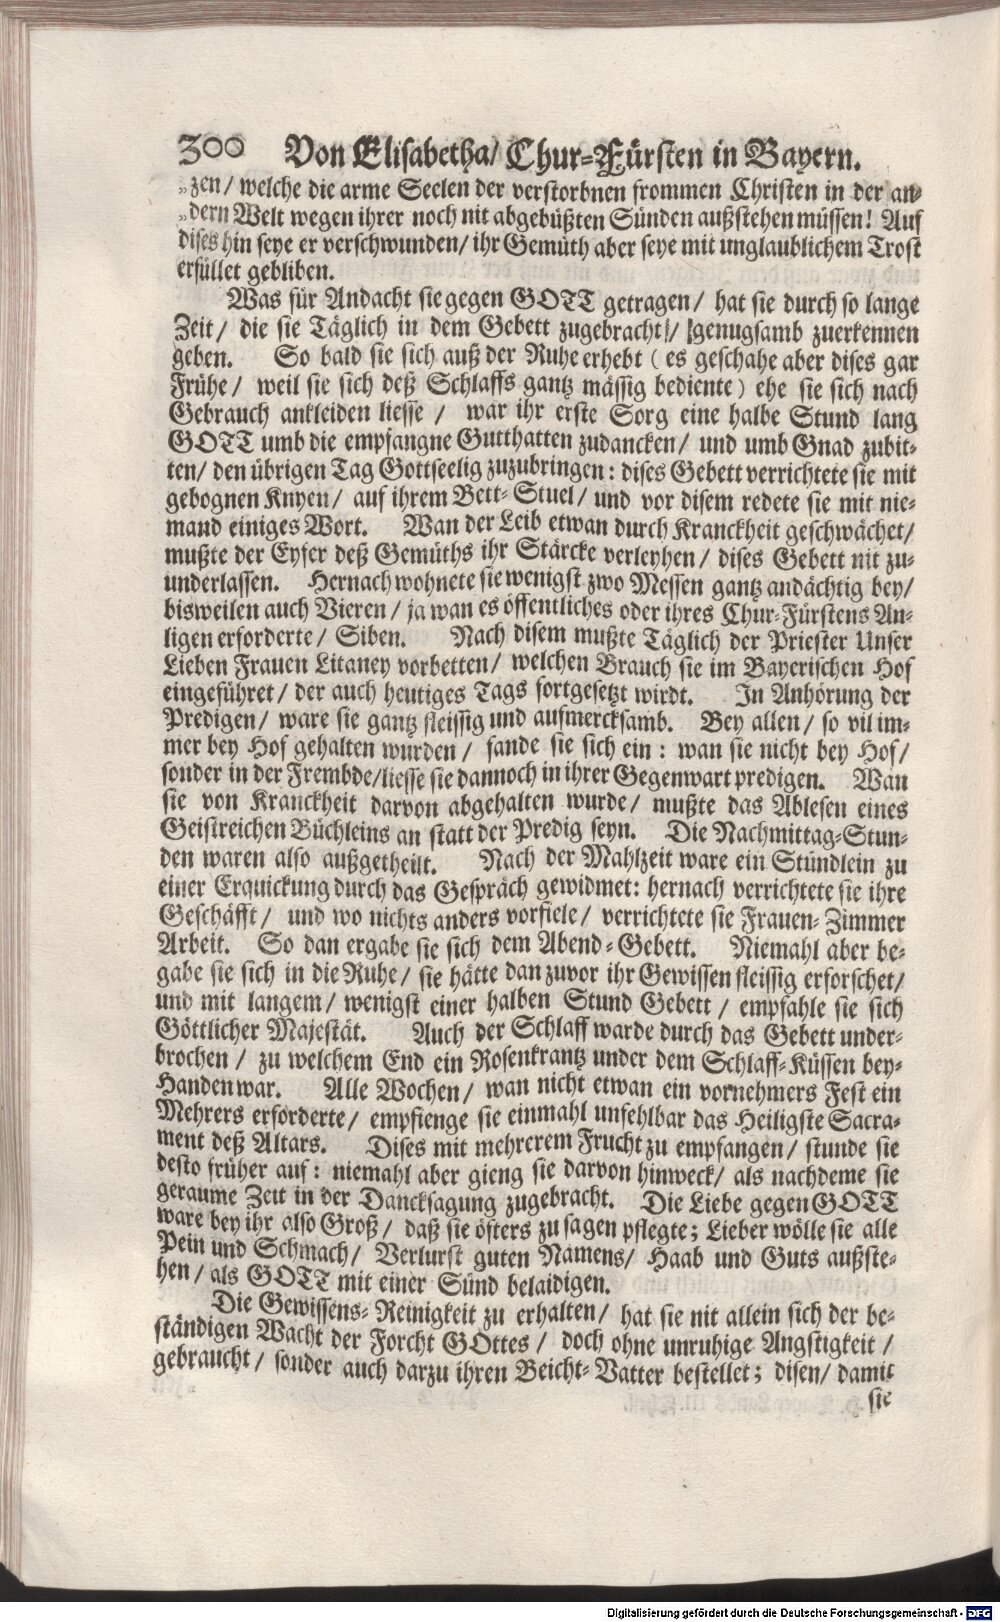 300 Von Elisabetha/ Chur-Fürsten in Bayern.
„zen/ welche die arme Seelen der verstorbnen frommen Christen in der an-
„dern Welt wegen ihrer noch nit abgebüßten Sünden außstehen müssen! Auf
dises hin seye er verschwunden/ ihr Gemüth aber seye mit unglaublichem Trost
erfüllet gebliben.
Was für Andacht sie gegen GOTT getragen/ hat sie durch so lange
Zeit/ die sie Täglich in dem Gebett zugebracht/ genugsamb zuerkennen
geben. So bald sie sich auß der Ruhe erhebt (es geschahe aber dises gar
Frühe/ weil sie sich deß Schlaffs gantz mässig bediente) ehe sie sich nach
Gebrauch ankleiden liesse/ war ihr erste Sorg eine halbe Stund lang
GOTT umb die empfangne Gutthatten zudancken/ und umb Gnad zubit-
ten/ den übrigen Tag Gottseelig zuzubringen: dises Gebett verrichtete sie mit
gebognen Knyen/ auf ihrem Bett-Stuel/ und vor disem redete sie mit nie-
mand einiges Wort. Wan der Leib etwan durch Kranckheit geschwächet/
mußte der Eyfer deß Gemüths ihr Stärcke verleyhen/ dises Gebett nit zu-
underlassen. Hernach wohnete sie wenigst zwo Messen gantz andächtig bey/
bisweilen auch Vieren/ ja wan es öffentliches oder ihres Chur-Fürstens An-
ligen erforderte/ Siben. Nach disem mußte Täglich der Priester Unser
Lieben Frauen Litaney vorbetten/ welchen Brauch sie im Bayerischen Hof
eingeführet/ der auch heutiges Tags fortgesetzt wirdt. In Anhörung der
Predigen/ ware sie gantz fleissig und aufmercksamb. Bey allen/ so vil im-
mer bey Hof gehalten wurden/ fande sie sich ein: wan sie nicht bey Hof/
sonder in der Frembde/ liesse sie dannoch in ihrer Gegenwart predigen. Wan
sie von Kranckheit darvon abgehalten wurde/ mußte das Ablesen eines
Geistreichen Büchleins an statt der Predig seyn. Die Nachmittag-Stun-
den waren also außgetheilt. Nach der Mahlzeit ware ein Stündlein zu
einer Erquickung durch das Gespräch gewidmet: hernach verrichtete sie ihre
Geschäfft/ und wo nichts anders vorfiele/ verrichtete sie Frauen-Zimmer
Arbeit. So dan ergabe sie sich dem Abend-Gebett. Niemahl aber be-
gabe sie sich in die Ruhe/ sie hätte dan zuvor ihr Gewissen fleissig erforschet/
und mit langem/ wenigst einer halben Stund Gebett/ empfahle sie sich
Göttlicher Majestät. Auch der Schlaff warde durch das Gebett under-
brochen/ zu welchem End ein Rosenkrantz under dem Schlaff-Küssen bey-
Handen war. Alle Wochen/ wan nicht etwan ein vornehmers Fest ein
Mehrers erforderte/ empfienge sie einmahl unfehlbar das Heiligste Sacra-
ment deß Altars. Dises mit mehrerem Frucht zu empfangen/ stunde sie
desto früher auf: niemahl aber gieng sie darvon hinweck/ als nachdeme sie
geraume Zeit in der Dancksagung zugebracht. Die Liebe gegen GOTT
ware bey ihr also Groß/ daß sie öfters zu sagen pflegte; Lieber wölle sie alle
Pein und Schmach/ Verlurst guten Namens/ Haab und Guts außste-
hen/ als GOTT mit einer Sünd belaidigen.
Die Gewissens-Reinigkeit zu erhalten/ hat sie nit allein sich der be-
ständigen Wacht der Forcht GOttes/ doch ohne unruhige Angstigkeit/
gebraucht/ sonder auch darzu ihren Beicht-Vatter bestellet; disen/ damit
sie
Digitalisierung gefördert durch die Deutsche Forschungsgemeinschaft - DFG